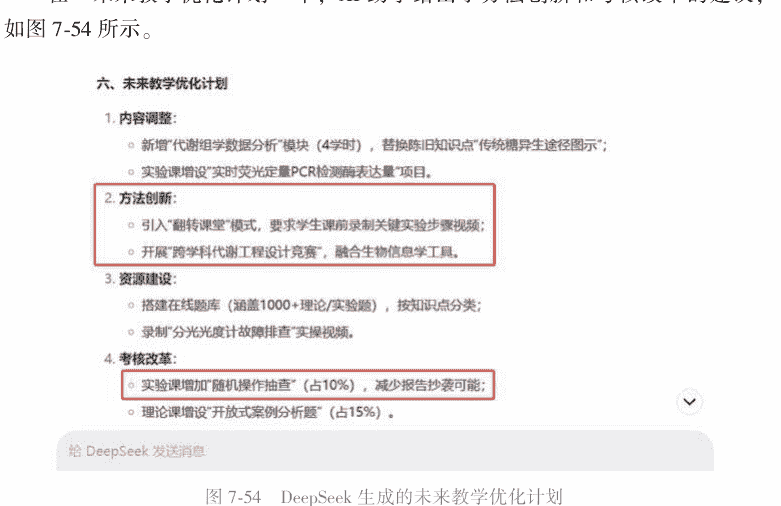 如图 7-54 所示。
六、未来教学优化计划
1. 内容调整：
新增“代谢组学数据分析”模块（4学时），替换陈旧知识点“传统糖异生途径图示”；
实验课增设“实时荧光定量PCR检测酶表达量”项目。
2. 方法创新：
引入“翻转课堂”模式，要求学生课前录制关键实验步骤视频；
开展“跨学科代谢工程设计竞赛”，融合生物信息学工具。
3. 资源建设：
搭建在线题库（涵盖1000+理论/实验题），按知识点分类；
录制“分光光度计故障排查”实操视频。
4. 考核改革：
实验课增加“随机操作抽查”（占10%），减少报告抄袭可能；
理论课增设“开放式案例分析题”（占15%）。
给 DeepSeek 发送消息
图 7-54 DeepSeek 生成的未来教学优化计划